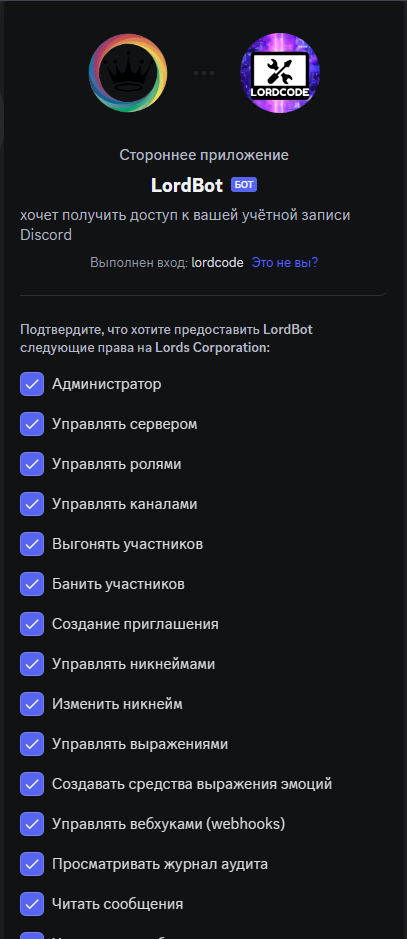 LORDCODE
Стороннее приложение
LordBot БОТ
хочет получить доступ к вашей учётной записи
Discord
Выполнен вход: lordcode Это не вы?
Подтвердите, что хотите предоставить LordBot
следующие права на Lords Corporation:
Администратор
Управлять сервером
Управлять ролями
Управлять каналами
Выгонять участников
Банить участников
Создание приглашения
Управлять никнеймами
Изменить никнейм
Управлять выражениями
Создавать средства выражения эмоций
Управлять вебхуками (webhooks)
Просматривать журнал аудита
Читать сообщения